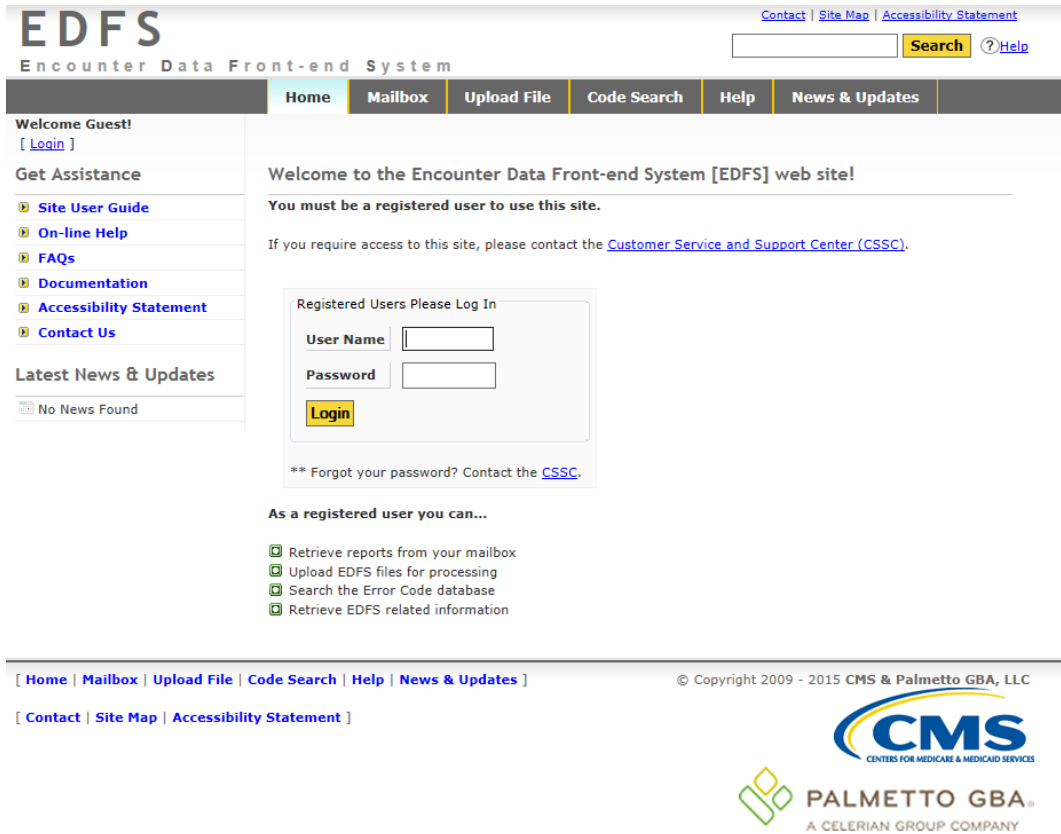 EDFS
Encounter Data Front-end System
Contact | Site Map | Accessibility Statement
Search ? Help
Home Mailbox Upload File Code Search Help News & Updates
Welcome Guest!
[ Login ]
Get Assistance
Site User Guide
On-line Help
FAQs
Documentation
Accessibility Statement
Contact Us
Latest News & Updates
No News Found
Welcome to the Encounter Data Front-end System [EDFS] web site!
You must be a registered user to use this site.
If you require access to this site, please contact the Customer Service and Support Center (CSSC).
Registered Users Please Log In
User Name
Password
Login
** Forgot your password? Contact the CSSC.
As a registered user you can...
Retrieve reports from your mailbox
Upload EDFS files for processing
Search the Error Code database
Retrieve EDFS related information
[ Home | Mailbox | Upload File | Code Search | Help | News & Updates ]
[ Contact | Site Map | Accessibility Statement ]
© Copyright 2009 - 2015 CMS & Palmetto GBA, LLC
CMS
CENTERS FOR MEDICARE & MEDICAID SERVICES
PALMETTO GBA®
A CELERIAN GROUP COMPANY